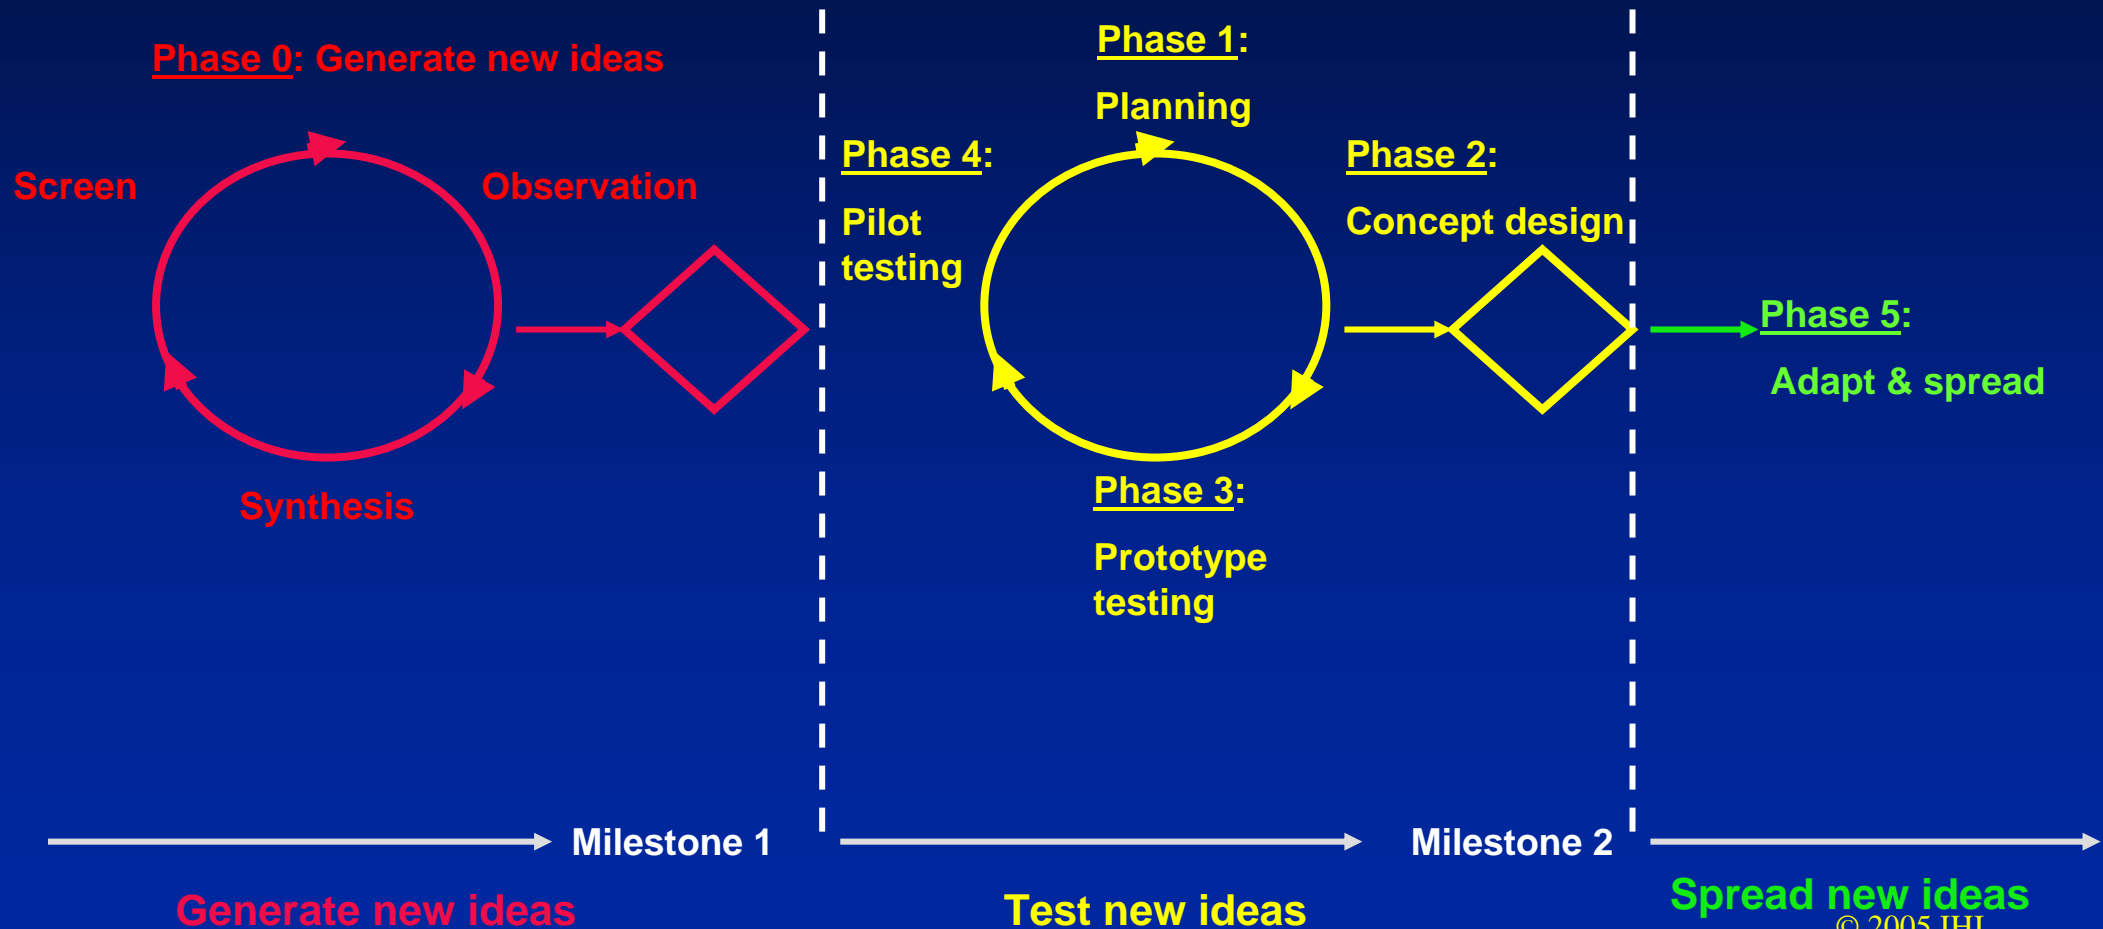 Phase 0: Generate new ideas
Screen
Observation
Synthesis
Phase 1:
Planning
Phase 4:
Pilot
testing
Phase 2:
Concept design
Phase 3:
Prototype
testing
Phase 5:
Adapt & spread
Milestone 1
Milestone 2
Generate new ideas
Test new ideas
Spread new ideas
© 2005 IHI